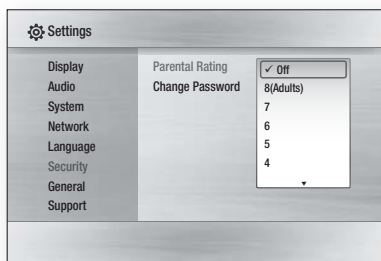 Settings
Display
Audio
System
Network
Language
Security
General
Support
Parental Rating
Change Password
✓ Off
8(Adults)
7
6
5
4